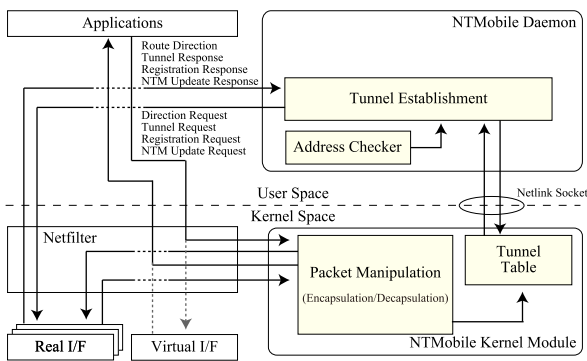 Applications
NTMobile Daemon
Route Direction
Tunnel Response
Registration Response
NTM Updeate Response
Tunnel Establishment
Direction Request
Tunnel Request
Registration Request
NTM Update Request
Address Checker
User Space
Netlink Socket
Kernel Space
Netfilter
Packet Manipulation
(Encapsulation/Decapsulation)
Tunnel
Table
Real I/F
Virtual I/F
NTMobile Kernel Module